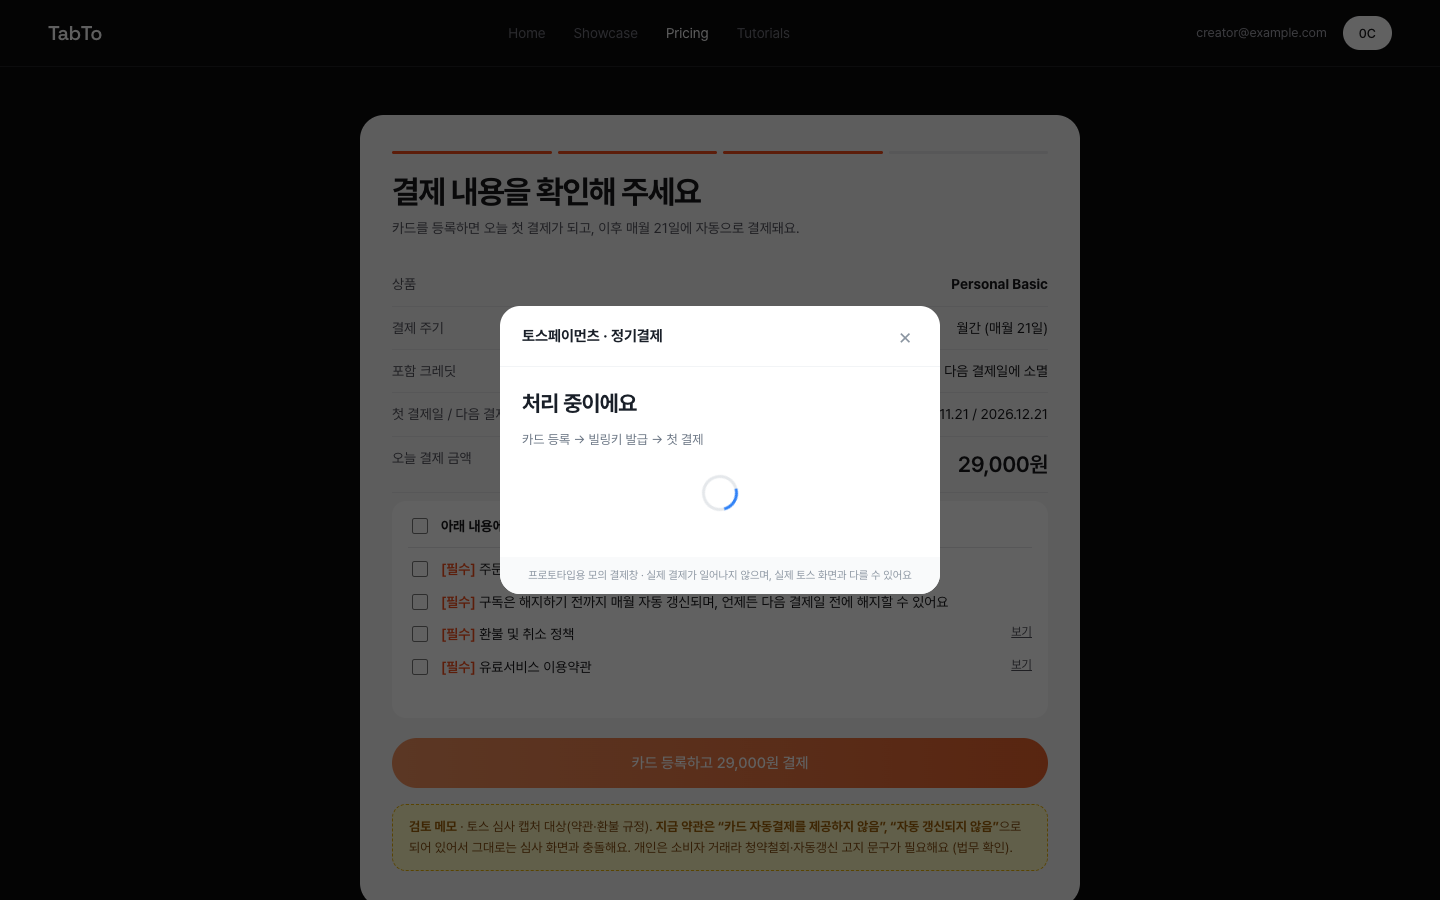 TabTo
Home
Showcase
Pricing
Tutorials
creator@example.com
0C
결제 내용을 확인해 주세요
카드를 등록하면 오늘 첫 결제가 되고, 이후 매월 21일에 자동으로 결제돼요.
상품
Personal Basic
결제 주기
월간 (매월 21일)
포함 크레딧
다음 결제일에 소멸
첫 결제일 / 다음
11.21 / 2026.12.21
오늘 결제 금액
29,000원
토스페이먼츠 · 정기결제
×
처리 중이에요
카드 등록 → 빌링키 발급 → 첫 결제
프로토타입용 모의 결제창 · 실제 결제가 일어나지 않으며, 실제 토스 화면과 다를 수 있어요
아래 내용에
[필수] 주문
[필수] 구독은 해지하기 전까지 매월 자동 갱신되며, 언제든 다음 결제일 전에 해지할 수 있어요
[필수] 환불 및 취소 정책
보기
[필수] 유료서비스 이용약관
보기
카드 등록하고 29,000원 결제
검토 메모 · 토스 심사 캡처 대상(약관·환불 규정). 지금 약관은 “카드 자동결제를 제공하지 않음”, “자동 갱신되지 않음”으로
되어 있어서 그대로는 심사 화면과 충돌해요. 개인은 소비자 거래라 청약철회·자동갱신 고지 문구가 필요해요 (법무 확인).